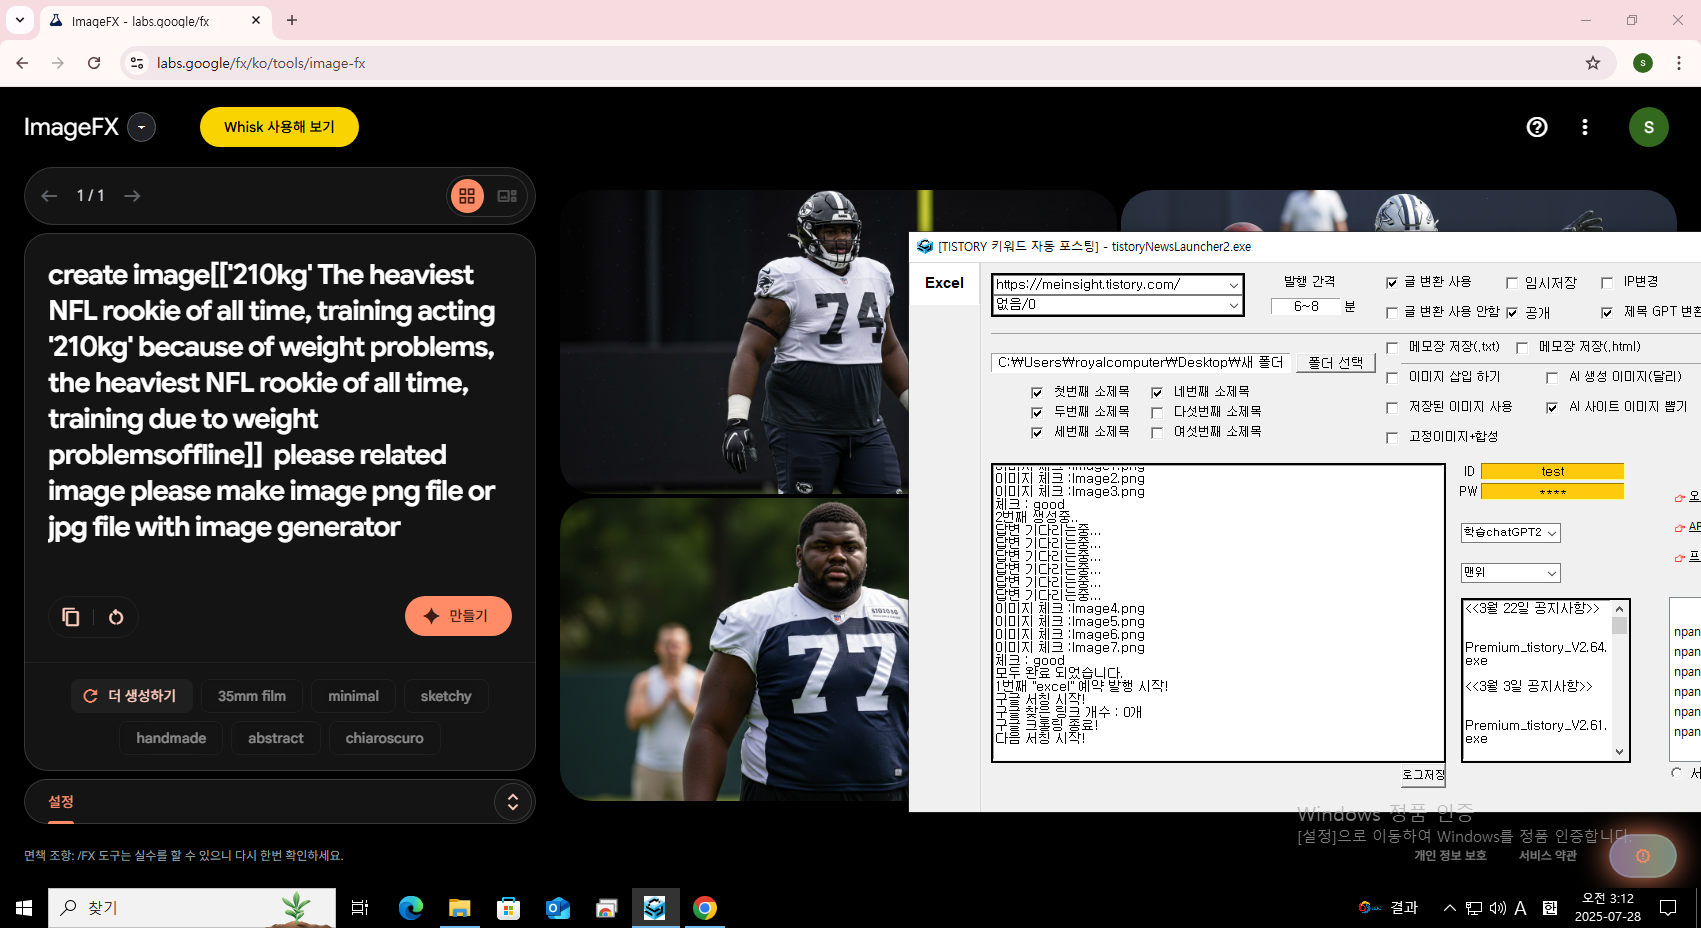 ImageFX - labs.google/fx
labs.google/fx/ko/tools/image-fx
S
ImageFX
Whisk 사용해 보기
S
1 / 1
create image[['210kg' The heaviest
NFL rookie of all time, training acting
'210kg' because of weight problems,
the heaviest NFL rookie of all time,
training due to weight
problemsoffline]]  please related
image please make image png file or
jpg file with image generator
만들기
더 생성하기
35mm film
minimal
sketchy
handmade
abstract
chiaroscuro
설정
면책 조항: /FX 도구는 실수를 할 수 있으니 다시 한번 확인하세요.
74
77
[TISTORY 키워드 자동 포스팅] - tistoryNewsLauncher2.exe
Excel
https://meinsight.tistory.com/
없음/0
발행 간격
6~8 분
글 변환 사용
임시저장
IP변경
글 변환 사용 안함
공개
제목 GPT 변환
C:₩Users₩royalcomputer₩Desktop₩새 폴더
폴더 선택
메모장 저장(.txt)
메모장 저장(.html)
이미지 삽입 하기
AI 생성 이미지(달리)
저장된 이미지 사용
AI 사이트 이미지 뽑기
고정이미지+합성
첫번째 소제목
네번째 소제목
두번째 소제목
다섯번째 소제목
세번째 소제목
여섯번째 소제목
이미지 체크 :Image1.png
이미지 체크 :Image2.png
이미지 체크 :Image3.png
체크 : good
2번째 생성중..
답변 기다리는중...
답변 기다리는중...
답변 기다리는중...
답변 기다리는중...
답변 기다리는중...
답변 기다리는중...
이미지 체크 :Image4.png
이미지 체크 :Image5.png
이미지 체크 :Image6.png
이미지 체크 :Image7.png
체크 : good
모두 완료 되었습니다.
1번째 "excel" 예약 발행 시작!
구글 서칭 시작!
구글 찾은 링크 개수 : 0개
구글 크롤링 종료!
다음 서칭 시작!
로그저장
ID test
PW ****
학습chatGPT2
맨위
<<3월 22일 공지사항>>
Premium_tistory_V2.64.
exe
<<3월 3일 공지사항>>
Premium_tistory_V2.61.
exe
오
AP
프
npan
npan
npan
npan
npan
npan
서
Windows 정품 인증
[설정]으로 이동하여 Windows를 정품 인증합니다.
개인 정보 보호
서비스 약관
찾기
결과
A
한
오전 3:12
2025-07-28